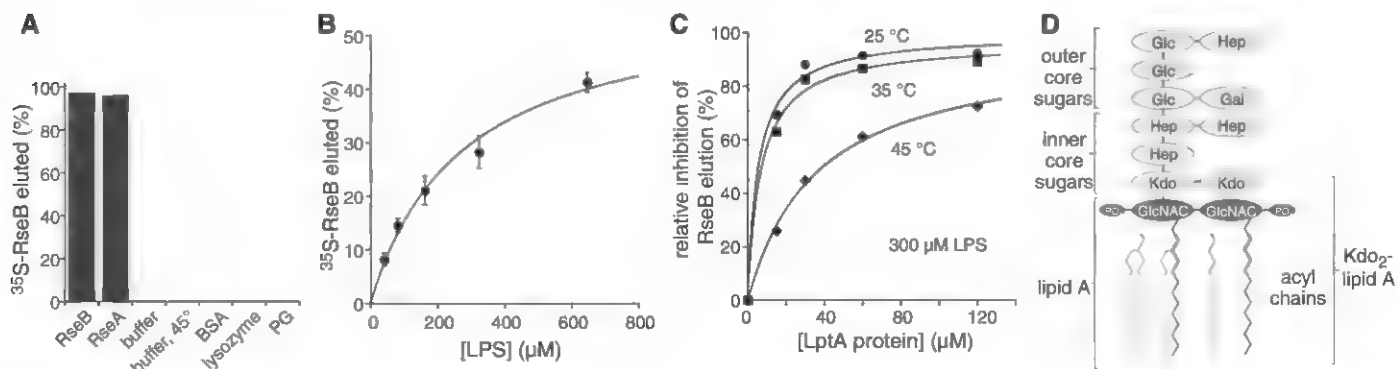 A
³⁵S-RseB eluted (%)
100
80
60
40
20
0
RseB
RseA
buffer
buffer, 45°
BSA
lysozyme
PG
B
³⁵S-RseB eluted (%)
50
40
30
20
10
0
0
200
400
600
800
[LPS] (µM)
C
relative inhibition of
RseB elution (%)
100
80
60
40
20
0
25 °C
35 °C
45 °C
300 µM LPS
0
40
80
120
[LptA protein] (µM)
D
outer
core
sugars
Glc Hep
Glc
Glc Gal
inner
core
sugars
Hep Hep
Hep
Kdo Kdo
PO GlcNAC GlcNAC PO
lipid A
acyl
chains
Kdo₂-
lipid A